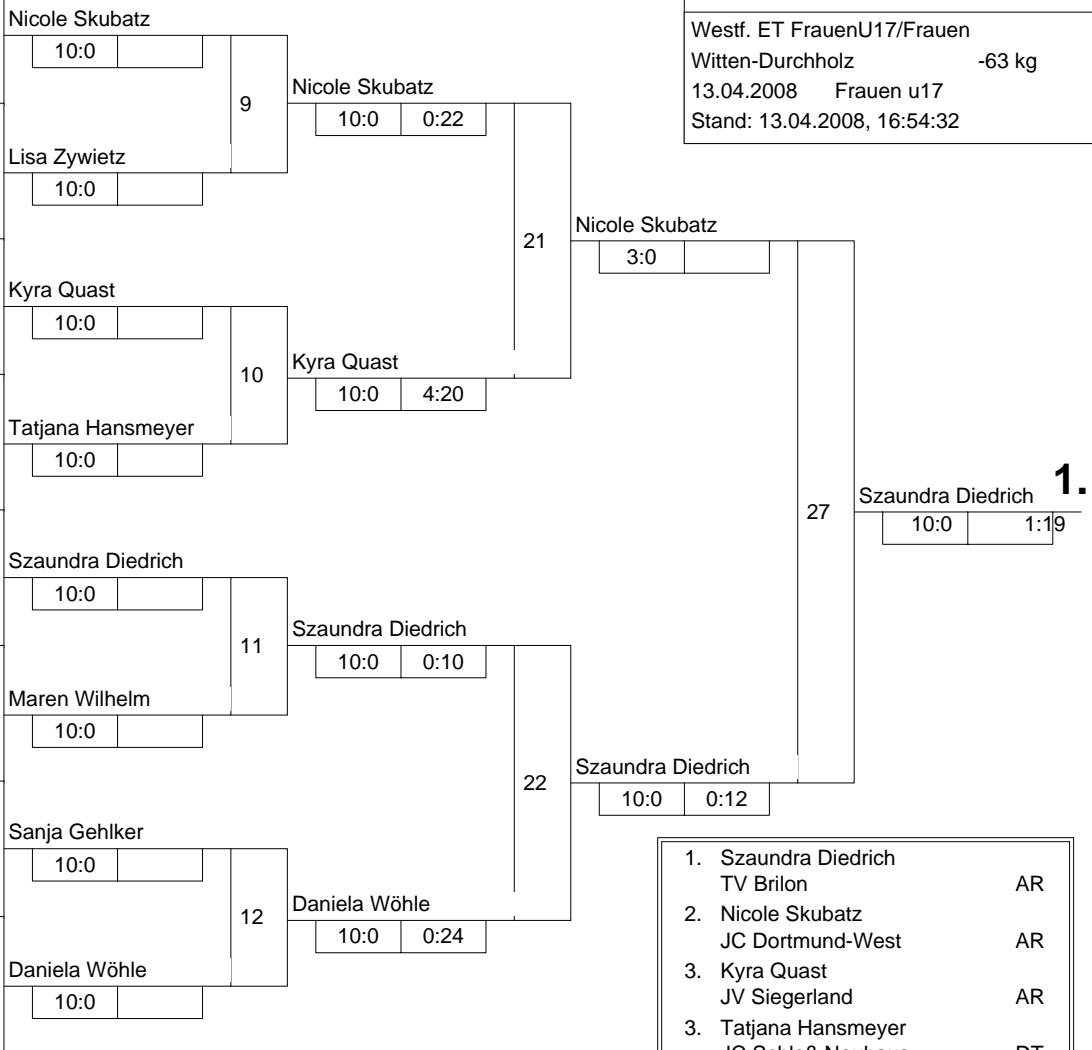 Nicole Skubatz
10:0
9
Nicole Skubatz
10:0 0:22
Lisa Zywietz
10:0
21
Nicole Skubatz
3:0
Kyra Quast
10:0
10
Kyra Quast
10:0 4:20
Tatjana Hansmeyer
10:0
27
Szaundra Diedrich 1.
10:0 1:19
Szaundra Diedrich
10:0
11
Szaundra Diedrich
10:0 0:10
Maren Wilhelm
10:0
22
Szaundra Diedrich
10:0 0:12
Sanja Gehlker
10:0
12
Daniela Wöhle
10:0 0:24
Daniela Wöhle
10:0
Westf. ET FrauenU17/Frauen
Witten-Durchholz -63 kg
13.04.2008 Frauen u17
Stand: 13.04.2008, 16:54:32
1. Szaundra Diedrich
TV Brilon AR
2. Nicole Skubatz
JC Dortmund-West AR
3. Kyra Quast
JV Siegerland AR
3. Tatjana Hansmeyer
JC Schloß Neuhaus DT